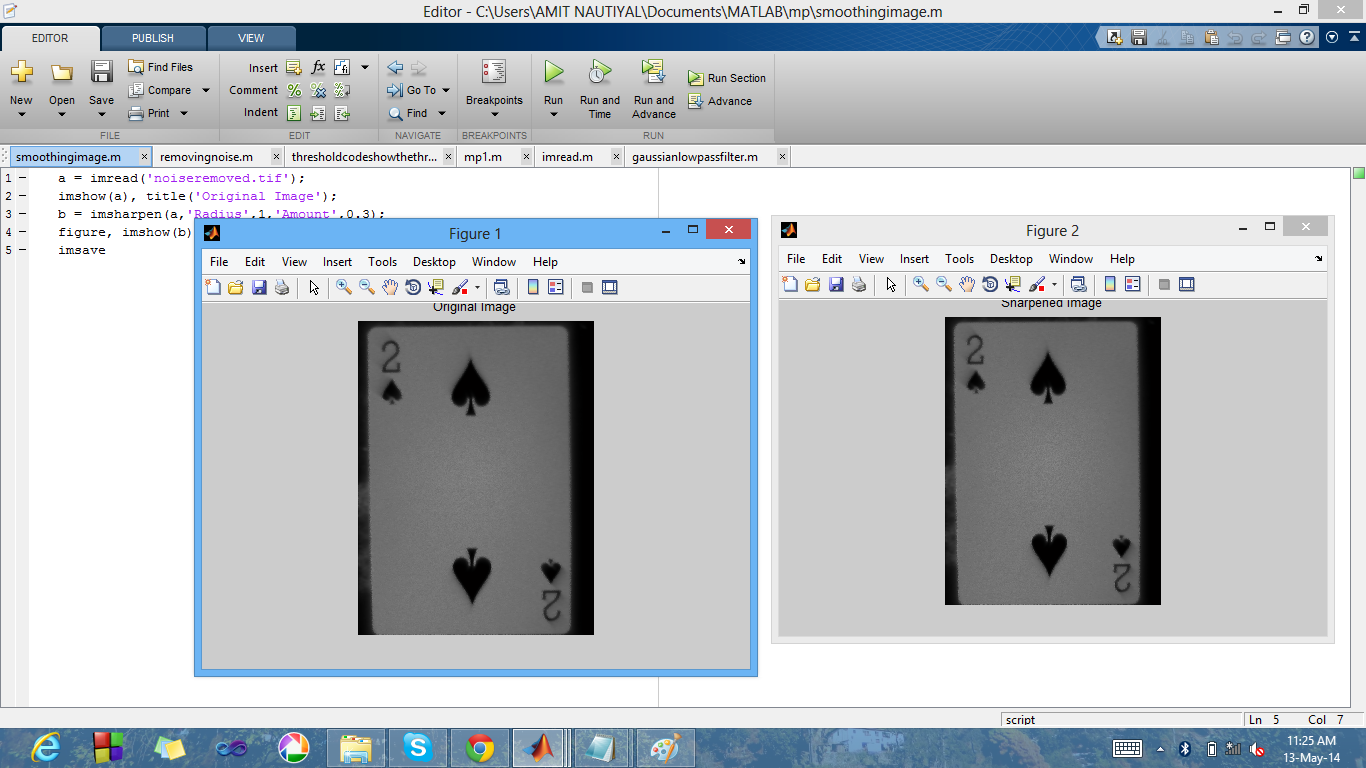 Editor - C:\Users\AMIT NAUTIYAL\Documents\MATLAB\mp\smoothingimage.m
EDITOR PUBLISH VIEW
New Open Save Find Files Compare Print
Insert Comment Indent
Go To Find
Breakpoints
Run Run and Time Run and Advance Run Section Advance
FILE EDIT NAVIGATE BREAKPOINTS RUN
smoothingimage.m removingnoise.m thresholdcodeshowthethr... mp1.m imread.m gaussianlowpassfilter.m
1 a = imread('noiseremoved.tif');
2 imshow(a), title('Original Image');
3 b = imsharpen(a,'Radius',1,'Amount',0.3);
4 figure, imshow(b)
5 imsave
Figure 1
File Edit View Insert Tools Desktop Window Help
Original Image
2
2
Figure 2
File Edit View Insert Tools Desktop Window Help
Sharpened Image
2
2
script Ln 5 Col 7
11:25 AM
13-May-14